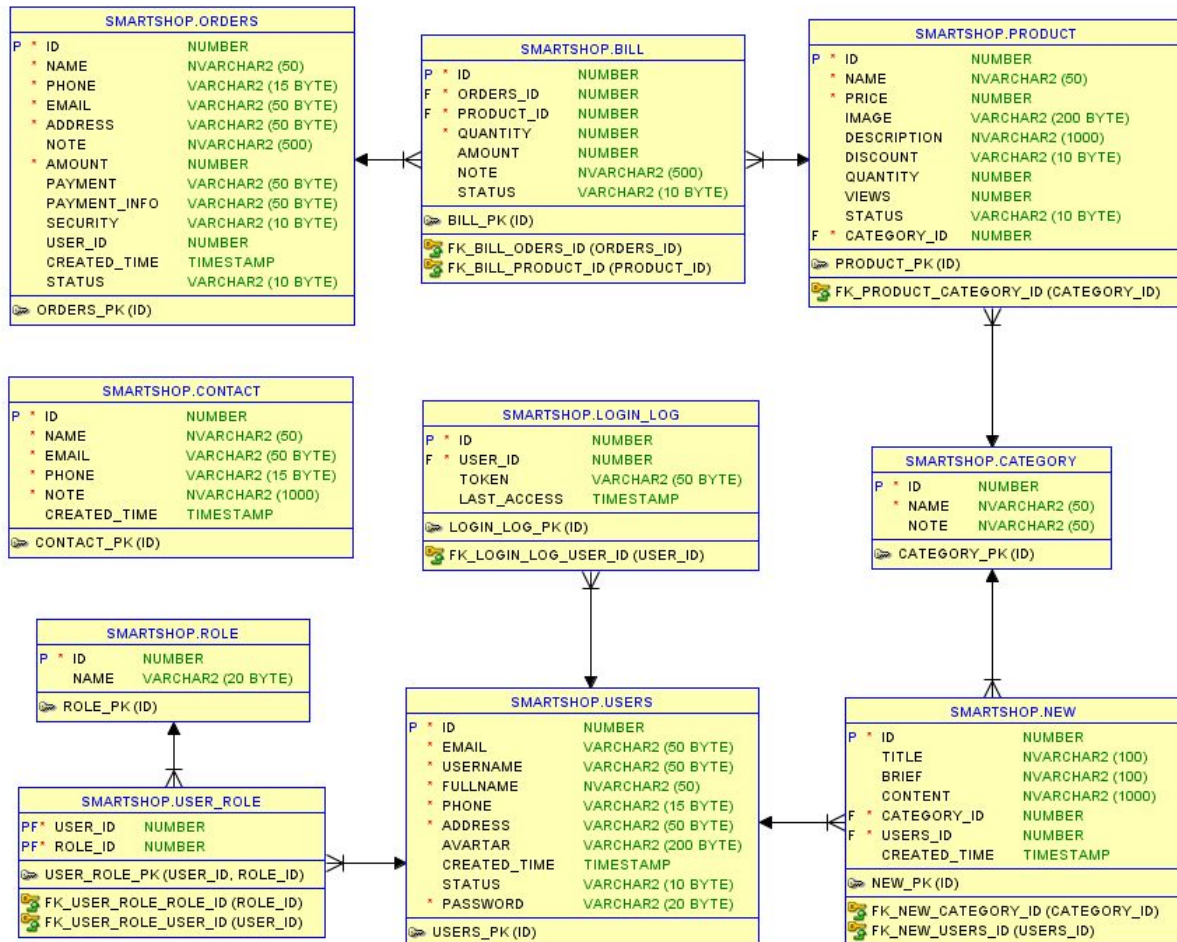 SMARTSHOP.ORDERS
P * ID NUMBER
* NAME NVARCHAR2 (50)
* PHONE VARCHAR2 (15 BYTE)
* EMAIL VARCHAR2 (50 BYTE)
* ADDRESS VARCHAR2 (50 BYTE)
NOTE NVARCHAR2 (500)
* AMOUNT NUMBER
PAYMENT VARCHAR2 (50 BYTE)
PAYMENT_INFO VARCHAR2 (50 BYTE)
SECURITY VARCHAR2 (10 BYTE)
USER_ID NUMBER
CREATED_TIME TIMESTAMP
STATUS VARCHAR2 (10 BYTE)
ORDERS_PK (ID)
SMARTSHOP.BILL
P * ID NUMBER
F * ORDERS_ID NUMBER
F * PRODUCT_ID NUMBER
* QUANTITY NUMBER
AMOUNT NUMBER
NOTE NVARCHAR2 (500)
STATUS VARCHAR2 (10 BYTE)
BILL_PK (ID)
FK_BILL_ODERS_ID (ORDERS_ID)
FK_BILL_PRODUCT_ID (PRODUCT_ID)
SMARTSHOP.PRODUCT
P * ID NUMBER
* NAME NVARCHAR2 (50)
* PRICE NUMBER
IMAGE VARCHAR2 (200 BYTE)
DESCRIPTION NVARCHAR2 (1000)
DISCOUNT VARCHAR2 (10 BYTE)
QUANTITY NUMBER
VIEWS NUMBER
STATUS VARCHAR2 (10 BYTE)
F * CATEGORY_ID NUMBER
PRODUCT_PK (ID)
FK_PRODUCT_CATEGORY_ID (CATEGORY_ID)
SMARTSHOP.CONTACT
P * ID NUMBER
* NAME NVARCHAR2 (50)
* EMAIL VARCHAR2 (50 BYTE)
* PHONE VARCHAR2 (15 BYTE)
* NOTE NVARCHAR2 (1000)
CREATED_TIME TIMESTAMP
CONTACT_PK (ID)
SMARTSHOP.LOGIN_LOG
P * ID NUMBER
F * USER_ID NUMBER
TOKEN VARCHAR2 (50 BYTE)
LAST_ACCESS TIMESTAMP
LOGIN_LOG_PK (ID)
FK_LOGIN_LOG_USER_ID (USER_ID)
SMARTSHOP.CATEGORY
P * ID NUMBER
* NAME NVARCHAR2 (50)
NOTE NVARCHAR2 (50)
CATEGORY_PK (ID)
SMARTSHOP.ROLE
P * ID NUMBER
NAME VARCHAR2 (20 BYTE)
ROLE_PK (ID)
SMARTSHOP.USER_ROLE
PF* USER_ID NUMBER
PF* ROLE_ID NUMBER
USER_ROLE_PK (USER_ID, ROLE_ID)
FK_USER_ROLE_ROLE_ID (ROLE_ID)
FK_USER_ROLE_USER_ID (USER_ID)
SMARTSHOP.USERS
P * ID NUMBER
* EMAIL VARCHAR2 (50 BYTE)
* USERNAME VARCHAR2 (50 BYTE)
* FULLNAME NVARCHAR2 (50)
* PHONE VARCHAR2 (15 BYTE)
* ADDRESS VARCHAR2 (50 BYTE)
AVARTAR VARCHAR2 (200 BYTE)
CREATED_TIME TIMESTAMP
STATUS VARCHAR2 (10 BYTE)
* PASSWORD VARCHAR2 (20 BYTE)
USERS_PK (ID)
SMARTSHOP.NEW
P * ID NUMBER
TITLE NVARCHAR2 (100)
BRIEF NVARCHAR2 (100)
CONTENT NVARCHAR2 (1000)
F * CATEGORY_ID NUMBER
F * USERS_ID NUMBER
CREATED_TIME TIMESTAMP
NEW_PK (ID)
FK_NEW_CATEGORY_ID (CATEGORY_ID)
FK_NEW_USERS_ID (USERS_ID)